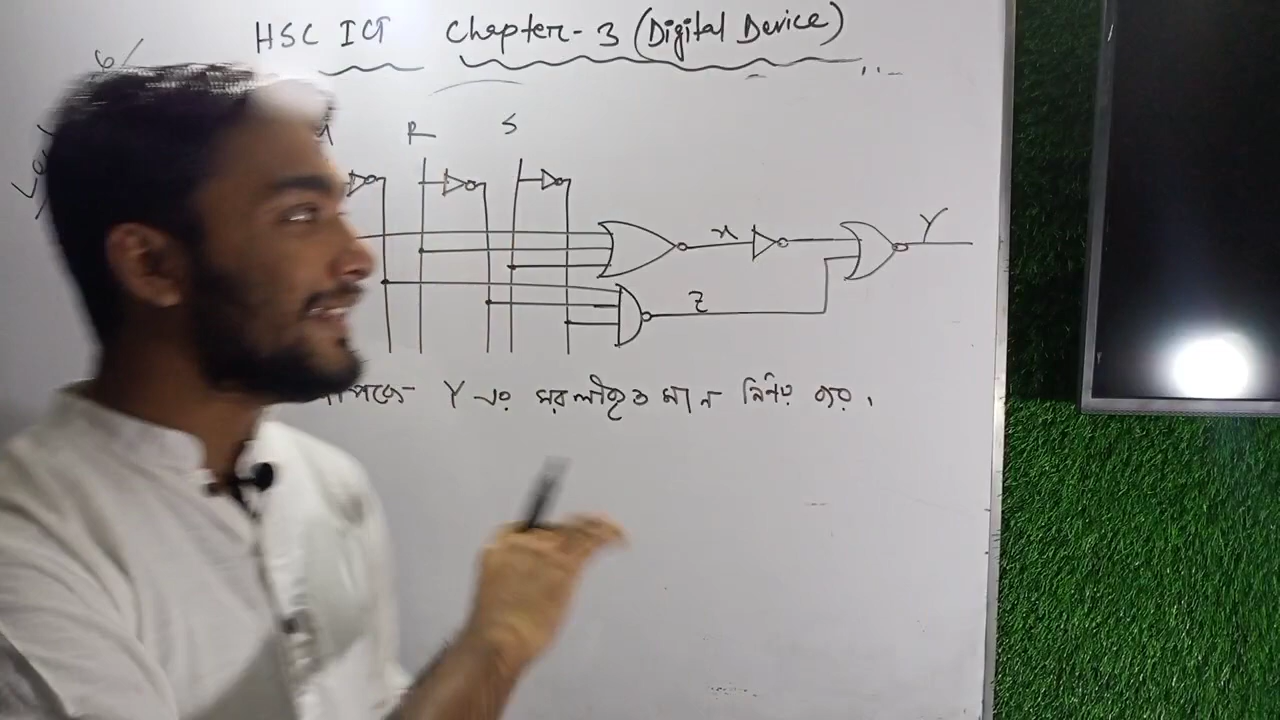 HSC ICT Chapter-3 (Digital Device)
R S
x Y
Z
Y এর সরলীকৃত মান নির্ণয় কর।